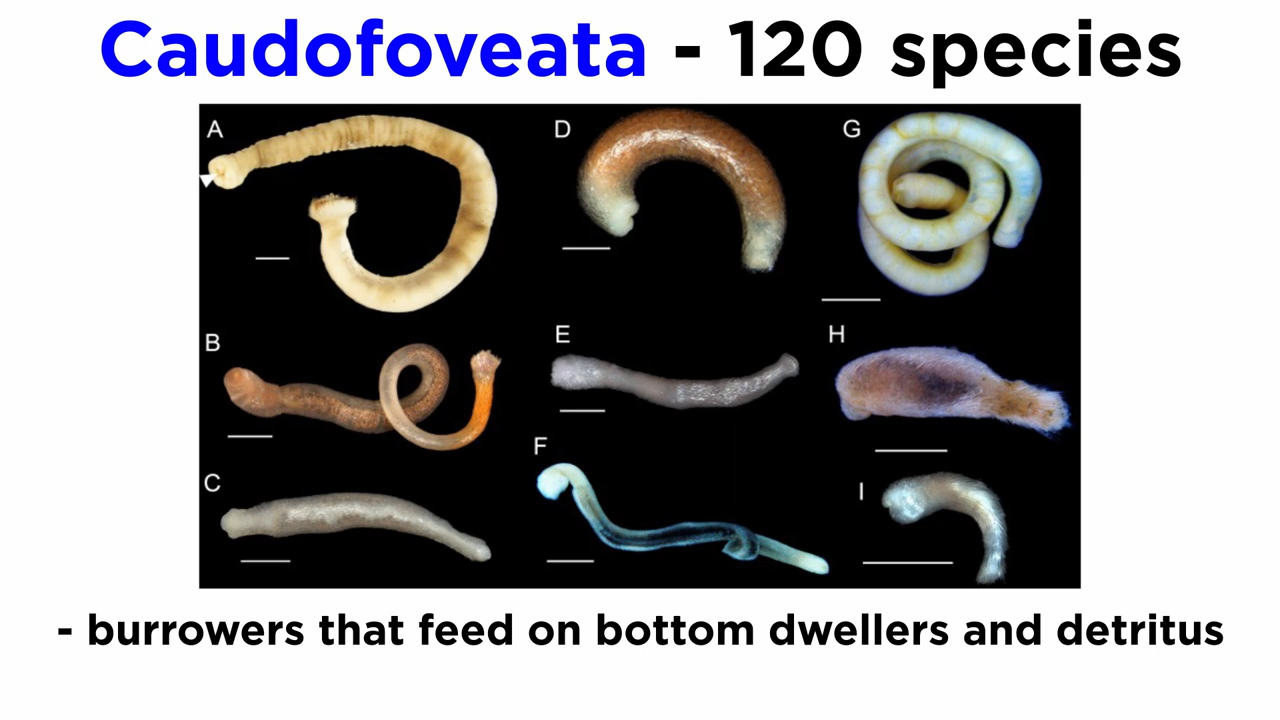 Caudofoveata - 120 species
A
D
G
B
E
H
C
F
I
- burrowers that feed on bottom dwellers and detritus